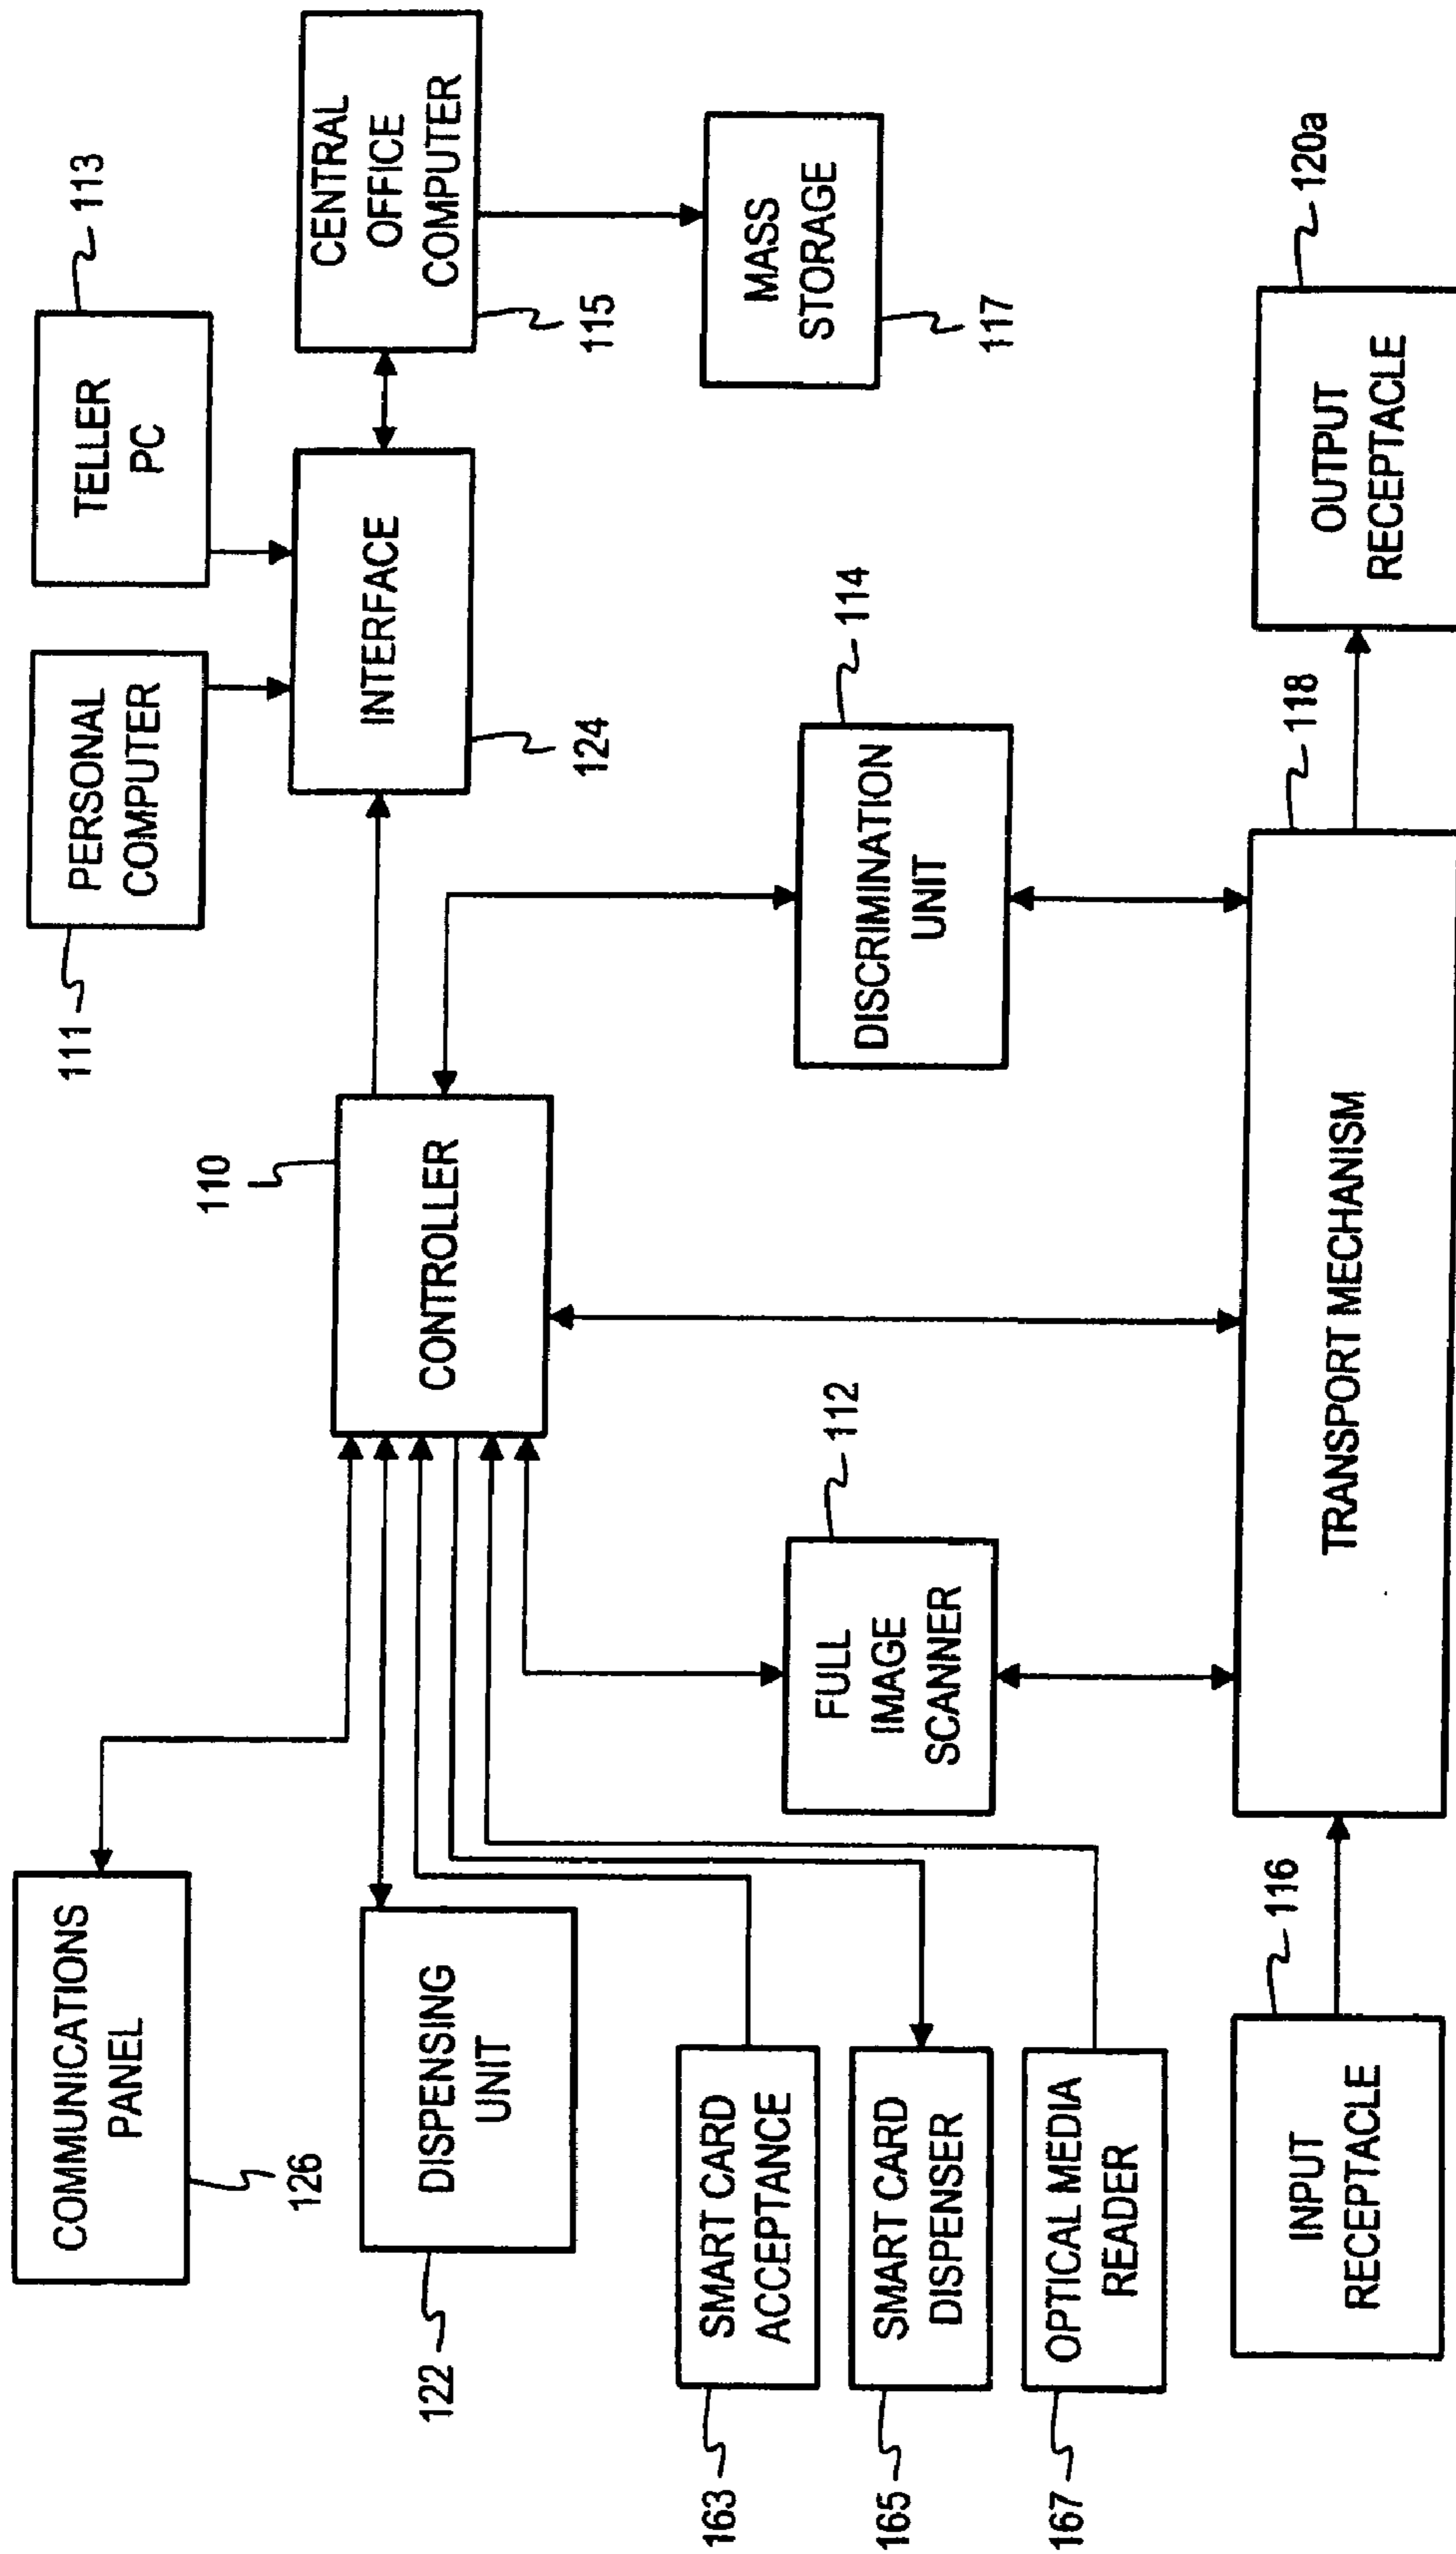 COMMUNICATIONS
PANEL
126
PERSONAL
COMPUTER
111
TELLER
PC
113
DISPENSING
UNIT
122
CONTROLLER
110
INTERFACE
124
CENTRAL
OFFICE
COMPUTER
115
SMART CARD
ACCEPTANCE
163
SMART CARD
DISPENSER
165
OPTICAL MEDIA
READER
167
FULL
IMAGE
SCANNER
112
DISCRIMINATION
UNIT
114
MASS
STORAGE
117
INPUT
RECEPTACLE
116
TRANSPORT MECHANISM
118
OUTPUT
RECEPTACLE
120a